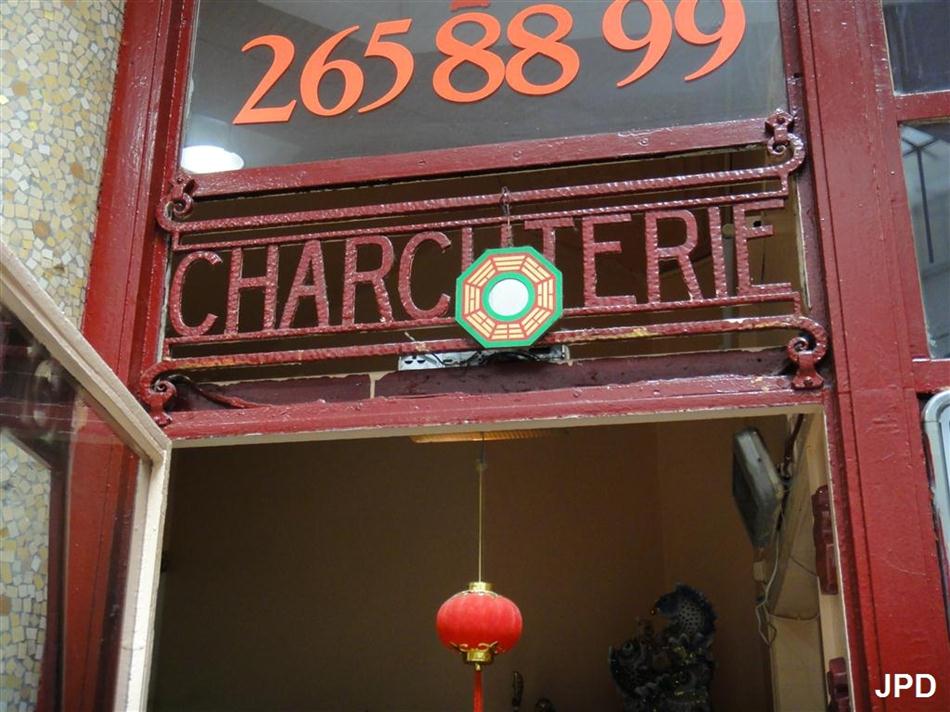 265 88 99
CHARCUTERIE
JPD